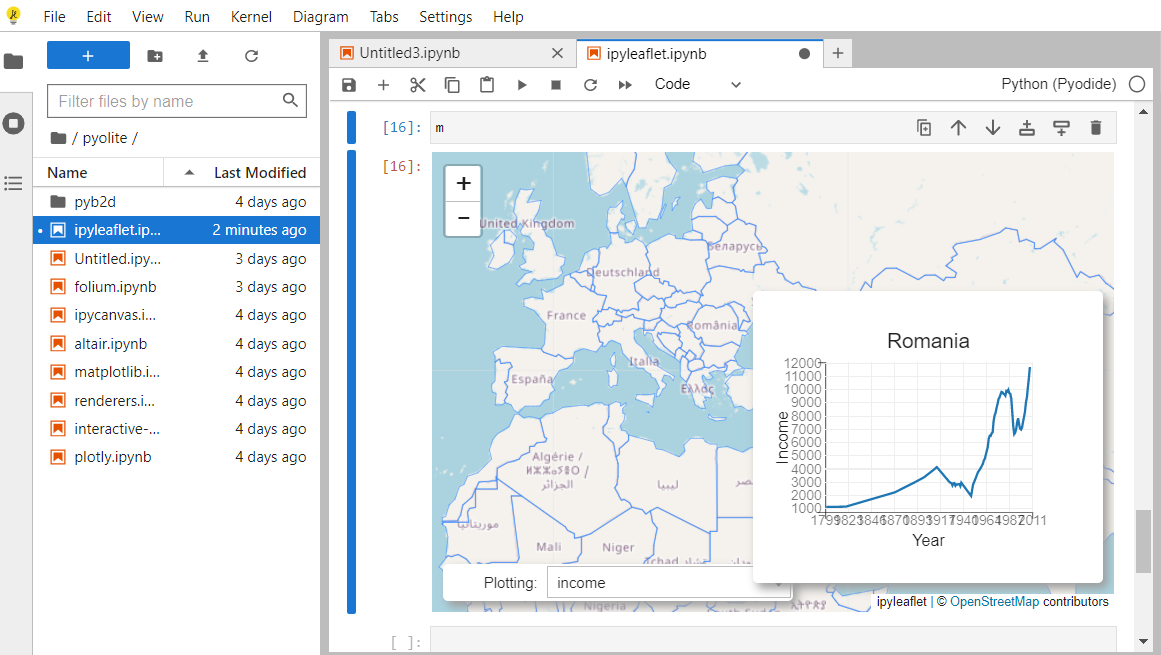 File Edit View Run Kernel Diagram Tabs Settings Help
Filter files by name
/ pyolite /
Name Last Modified
pyb2d 4 days ago
ipyleaflet.ip... 2 minutes ago
Untitled.ipy... 3 days ago
folium.ipynb 3 days ago
ipycanvas.i... 4 days ago
altair.ipynb 4 days ago
matplotlib.i... 4 days ago
renderers.i... 4 days ago
interactive-... 4 days ago
plotly.ipynb 4 days ago
Untitled3.ipynb
ipyleaflet.ipynb
Code
Python (Pyodide)
[16]: m
[16]:
+
−
United Kingdom
Беларусь
Deutschland
France
România
Italia
España
Ελλάς
Algérie /
ⵍⵣⵣⴰⵢⴻⵔ /
الجزائر
ليبيا
موريتانيا
Mali
Niger
Nigeria
Romania
12000
11000
10000
9000
8000
7000
6000
5000
4000
3000
2000
1000
Income
1799 1823 1846 1870 1893 1917 1940 1964 1987 2011
Year
Plotting: income
ipyleaflet | © OpenStreetMap contributors
[ ]: